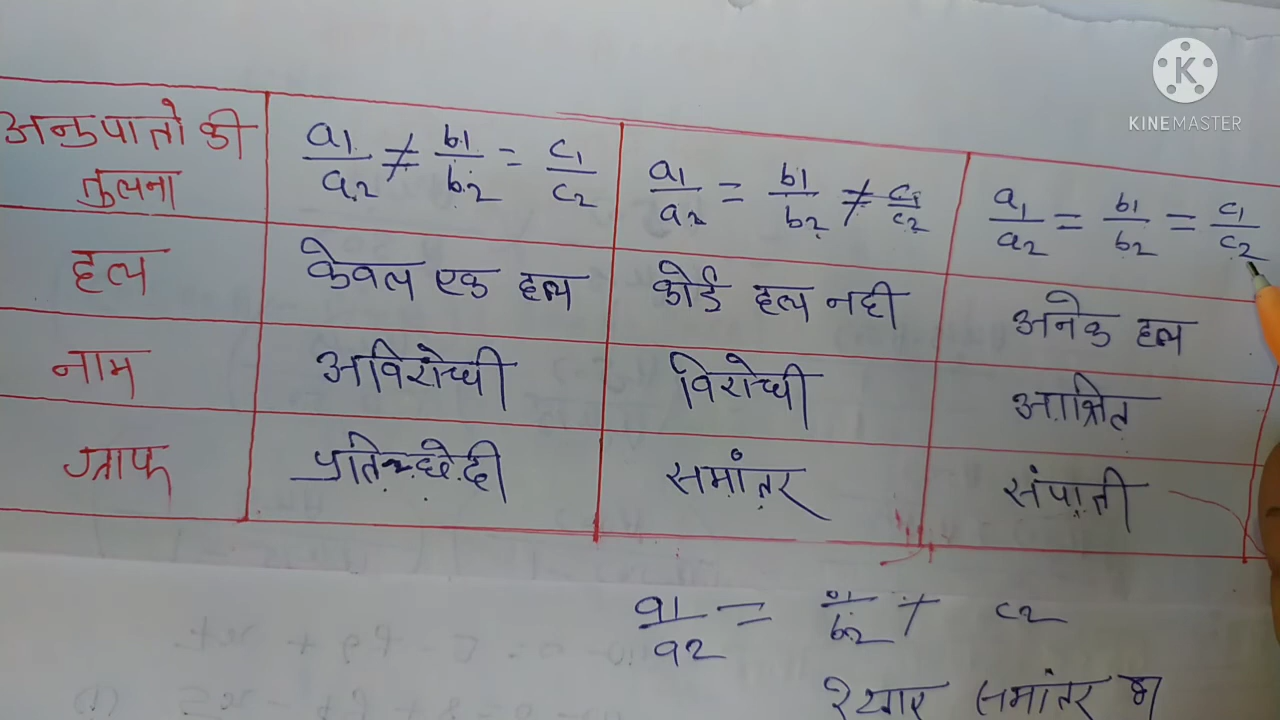 KINEMASTER
अनुपातो की तुलना a1/a2 ≠ b1/b2 = c1/c2 a1/a2 = b1/b2 ≠ c1/c2 a1/a2 = b1/b2 = c1/c2
हल केवल एक हल कोई हल नही अनेक हल
नाम अविरोधी विरोधी आश्रित
ग्राफ प्रतिच्छेदी समांतर संपाती
a1/a2 = b1/b2 ≠ c2
समांतर